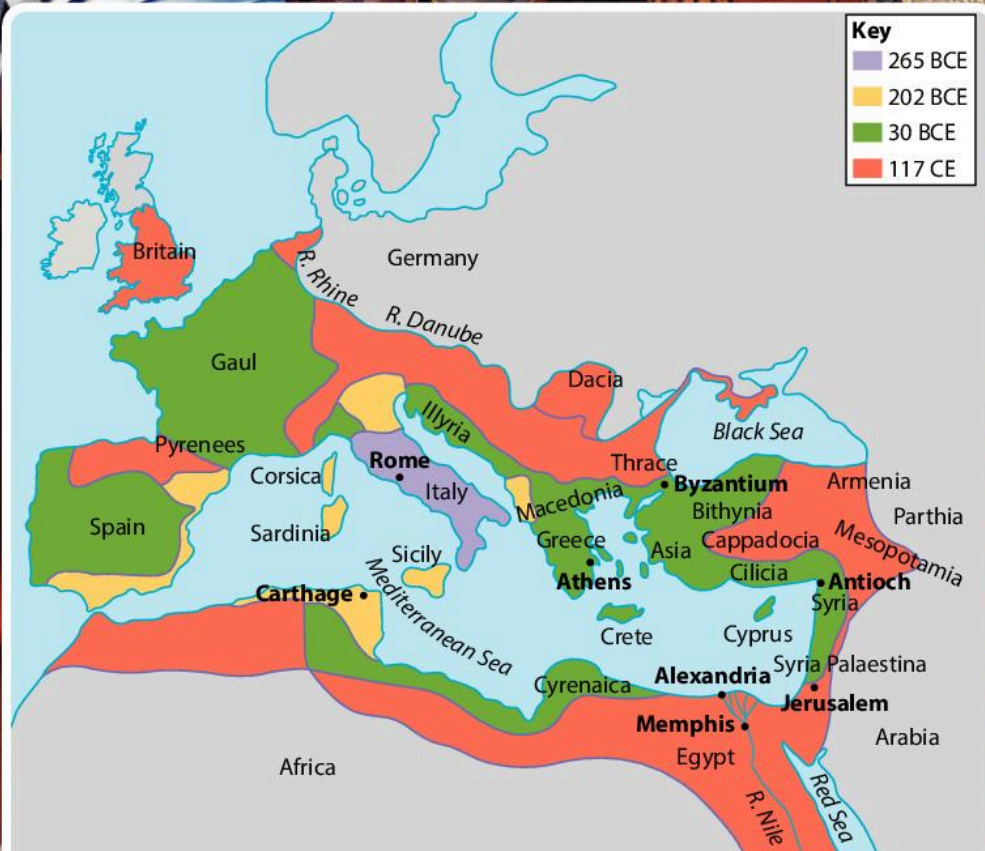 Key
265 BCE
202 BCE
30 BCE
117 CE
Britain
Germany
R. Rhine
R. Danube
Gaul
Dacia
Illyria
Black Sea
Pyrenees
Rome
Corsica
Italy
Thrace
Byzantium
Armenia
Macedonia
Bithynia
Parthia
Spain
Sardinia
Greece
Asia
Cappadocia
Mesopotamia
Sicily
Cilicia
Athens
Antioch
Carthage
Mediterranean Sea
Syria
Crete
Cyprus
Syria Palaestina
Cyrenaica
Alexandria
Jerusalem
Memphis
Arabia
Egypt
Africa
R. Nile
Red Sea